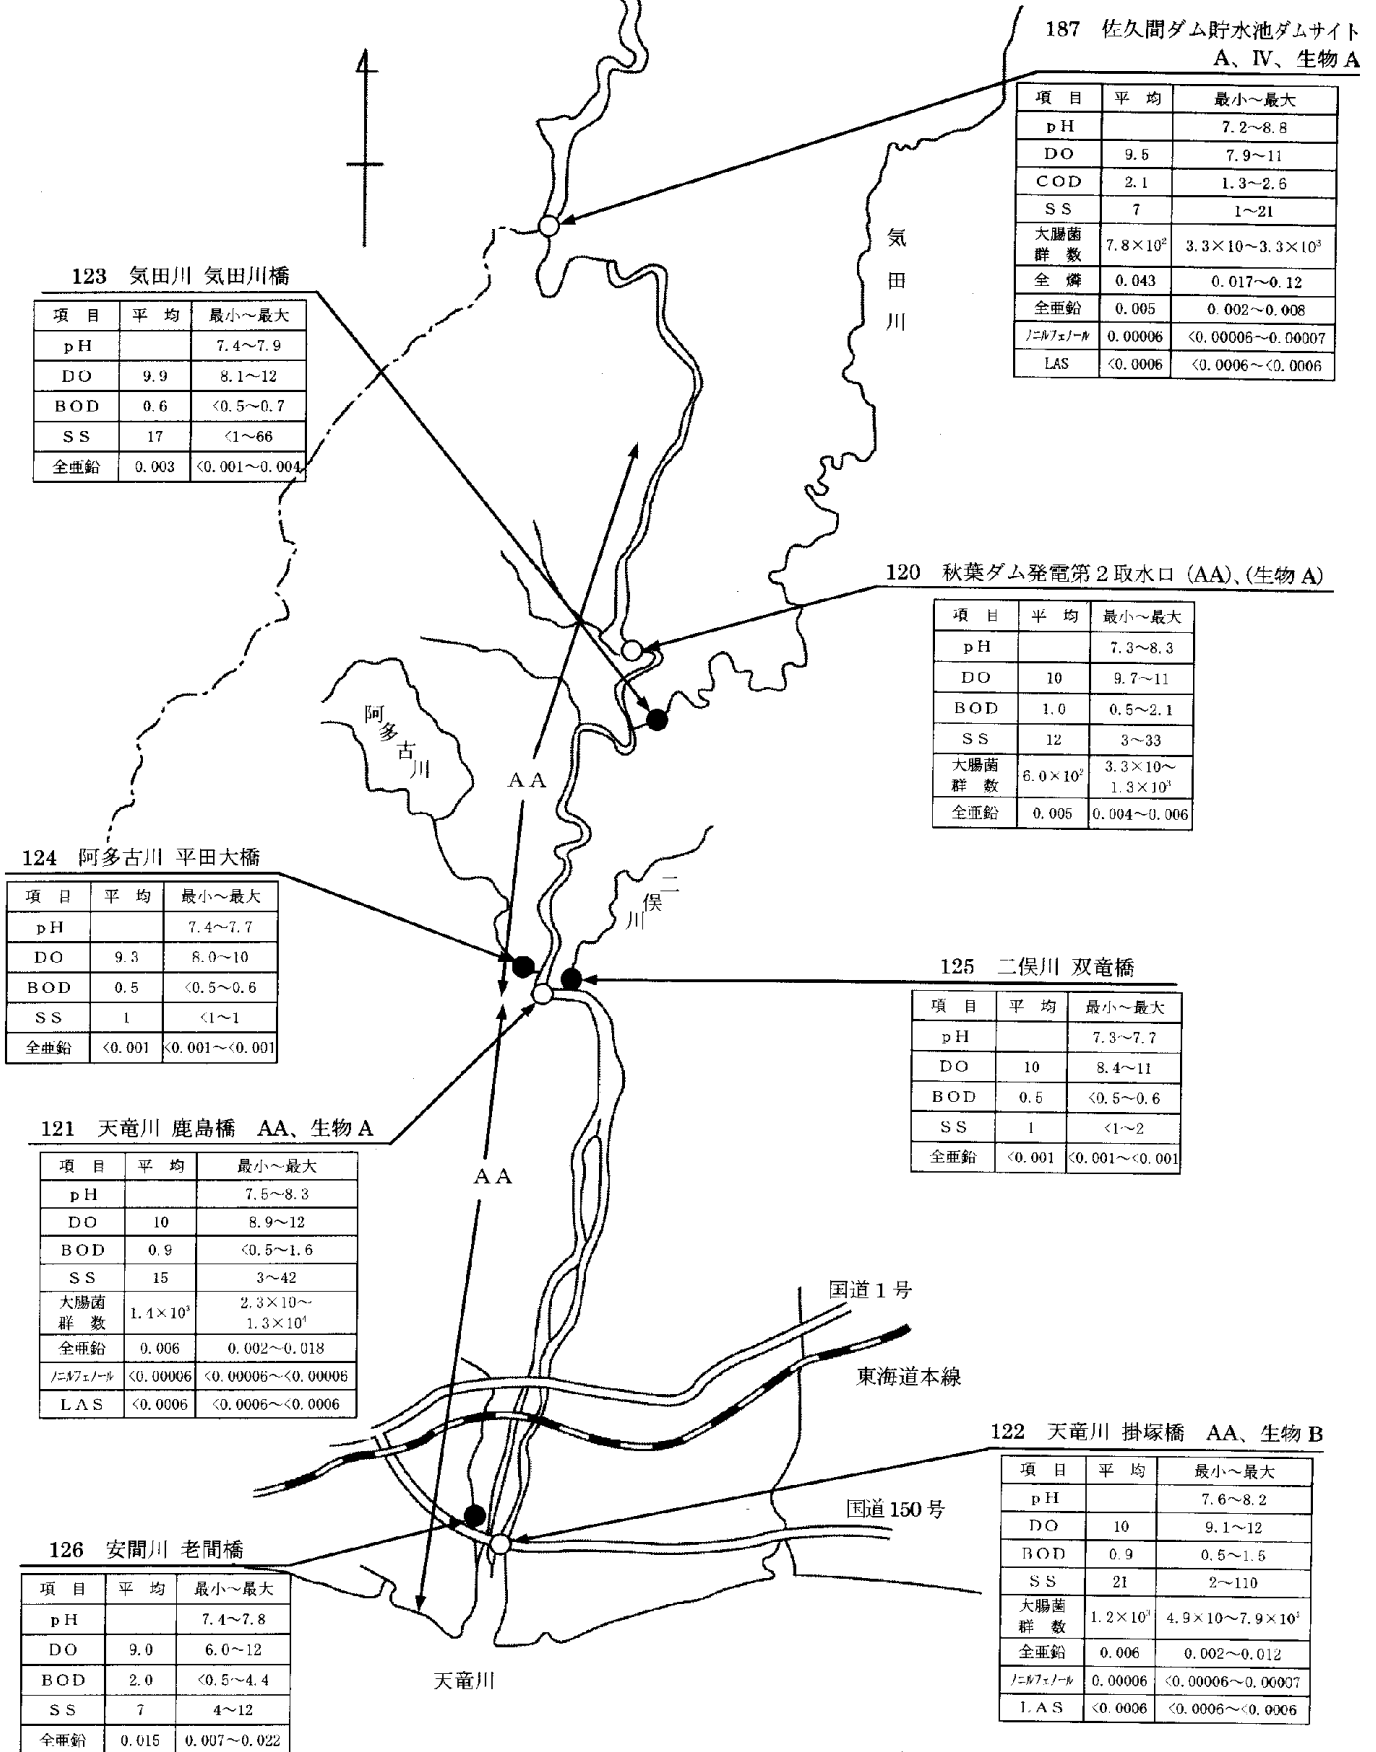 187 佐久間ダム貯水池ダムサイト
A、Ⅳ、生物 A
項 目 平 均 最小～最大
pH 7.2～8.8
DO 9.5 7.9～11
COD 2.1 1.3～2.6
SS 7 1～21
大腸菌
群 数 7.8×10² 3.3×10～3.3×10³
全 燐 0.043 0.017～0.12
全亜鉛 0.005 0.002～0.008
ノニルフェノール 0.00006 <0.00006～0.00007
LAS <0.0006 <0.0006～<0.0006
気
田
川
123 気田川 気田川橋
項 目 平 均 最小～最大
pH 7.4～7.9
DO 9.9 8.1～12
BOD 0.6 <0.5～0.7
SS 17 <1～66
全亜鉛 0.003 <0.001～0.004
120 秋葉ダム発電第2取水口 (AA)、(生物 A)
項 目 平 均 最小～最大
pH 7.3～8.3
DO 10 9.7～11
BOD 1.0 0.5～2.1
SS 12 3～33
大腸菌
群 数 6.0×10² 3.3×10～
1.3×10³
全亜鉛 0.005 0.004～0.006
阿
多
古
川
AA
124 阿多古川 平田大橋
項 目 平 均 最小～最大
pH 7.4～7.7
DO 9.3 8.0～10
BOD 0.5 <0.5～0.6
SS 1 <1～1
全亜鉛 <0.001 <0.001～<0.001
二
俣
川
125 二俣川 双竜橋
項 目 平 均 最小～最大
pH 7.3～7.7
DO 10 8.4～11
BOD 0.5 <0.5～0.6
SS 1 <1～2
全亜鉛 <0.001 <0.001～<0.001
121 天竜川 鹿島橋 AA、生物 A
項 目 平 均 最小～最大
pH 7.5～8.3
DO 10 8.9～12
BOD 0.9 <0.5～1.6
SS 15 3～42
大腸菌
群 数 1.4×10³ 2.3×10～
1.3×10⁴
全亜鉛 0.006 0.002～0.018
ノニルフェノール <0.00006 <0.00006～<0.00006
LAS <0.0006 <0.0006～<0.0006
AA
国道1号
東海道本線
122 天竜川 掛塚橋 AA、生物 B
項 目 平 均 最小～最大
pH 7.6～8.2
DO 10 9.1～12
BOD 0.9 0.5～1.5
SS 21 2～110
大腸菌
群 数 1.2×10³ 4.9×10～
全亜鉛 0.006 0.002～0.012
ノニルフェノール 0.00006 <0.00006～0.00007
LAS <0.0006 <0.0006～<0.0006
国道150号
126 安間川 老間橋
項 目 平 均 最小～最大
pH 7.4～7.8
DO 9.0 6.0～12
BOD 2.0 <0.5～4.4
SS 7 4～12
全亜鉛 0.015 0.007～0.022
天竜川